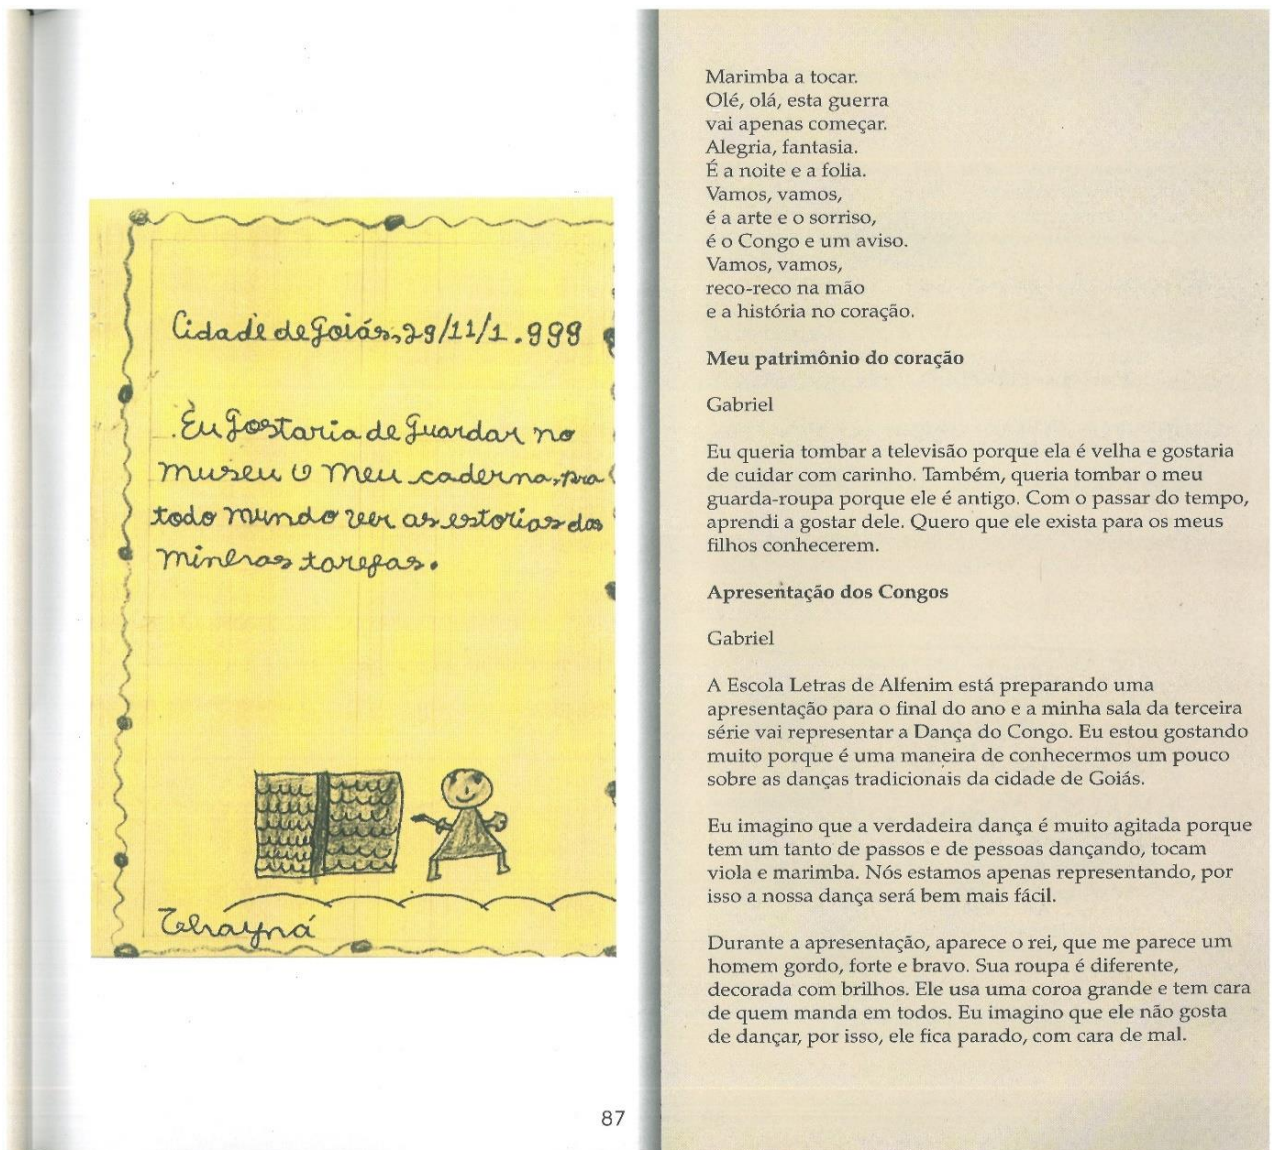 Cidade de Goiás, 29/11/1.999
Eu gostaria de guardar no
museu o meu caderno, pra
todo mundo ver as estorias das
minhas tarefas.
Tehayná
87
Marimba a tocar.
Olé, olá, esta guerra
vai apenas começar.
Alegria, fantasia.
É a noite e a folia.
Vamos, vamos,
é a arte e o sorriso,
é o Congo e um aviso.
Vamos, vamos,
reco-reco na mão
e a história no coração.
Meu patrimônio do coração
Gabriel
Eu queria tombar a televisão porque ela é velha e gostaria
de cuidar com carinho. Também, queria tombar o meu
guarda-roupa porque ele é antigo. Com o passar do tempo,
aprendi a gostar dele. Quero que ele exista para os meus
filhos conhecerem.
Apresentação dos Congos
Gabriel
A Escola Letras de Alfenim está preparando uma
apresentação para o final do ano e a minha sala da terceira
série vai representar a Dança do Congo. Eu estou gostando
muito porque é uma maneira de conhecermos um pouco
sobre as danças tradicionais da cidade de Goiás.
Eu imagino que a verdadeira dança é muito agitada porque
tem um tanto de passos e de pessoas dançando, tocam
viola e marimba. Nós estamos apenas representando, por
isso a nossa dança será bem mais fácil.
Durante a apresentação, aparece o rei, que me parece um
homem gordo, forte e bravo. Sua roupa é diferente,
decorada com brilhos. Ele usa uma coroa grande e tem cara
de quem manda em todos. Eu imagino que ele não gosta
de dançar, por isso, ele fica parado, com cara de mal.